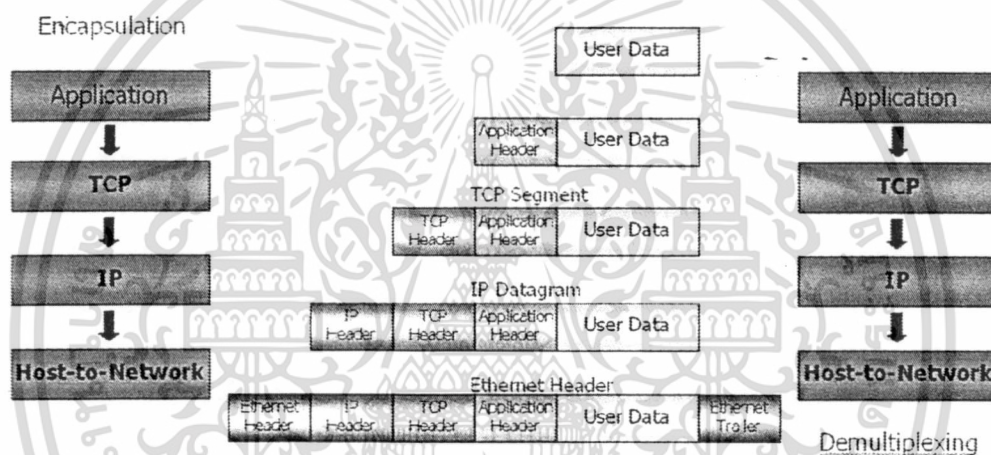 Encapsulation
Application
TCP
IP
Host-to-Network
User Data
Application Header
User Data
TCP Segment
TCP Header
Application Header
User Data
IP Datagram
IP Header
TCP Header
Application Header
User Data
Ethernet Header
Ethernet Header
IP Header
TCP Header
Application Header
User Data
Ethernet Trailer
Application
TCP
IP
Host-to-Network
Demultiplexing